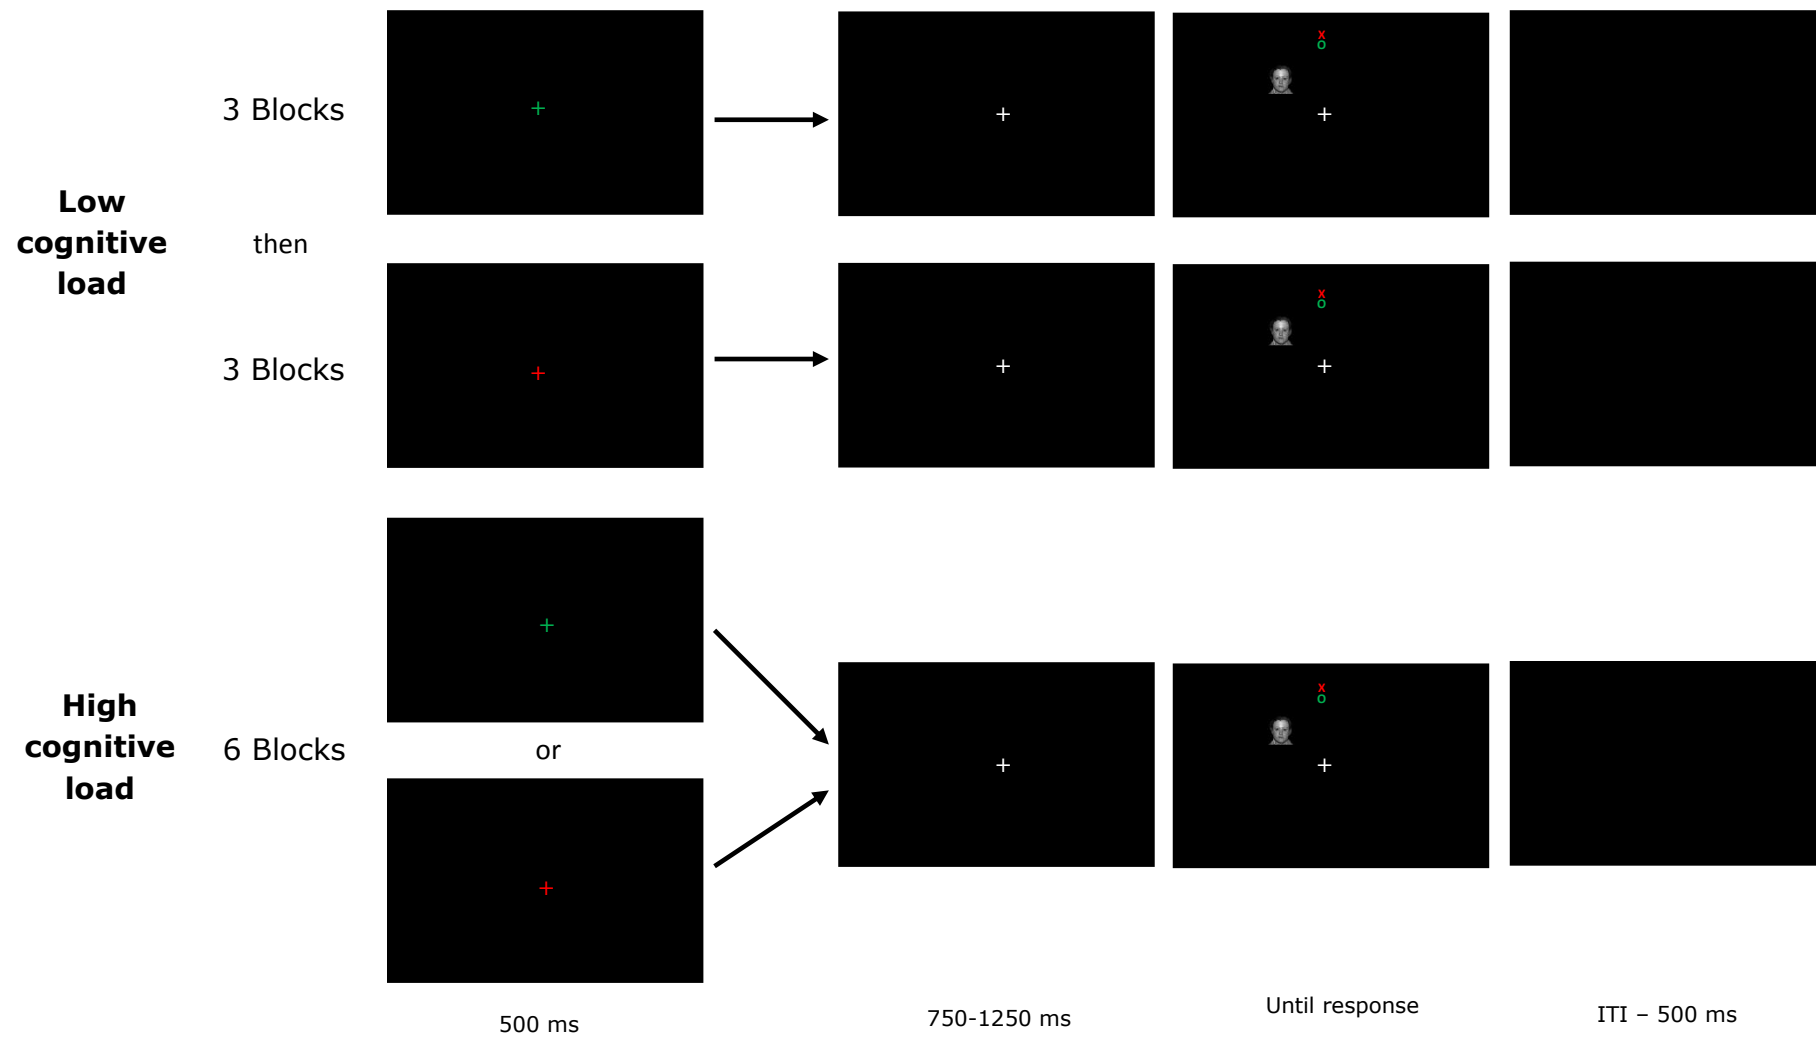 3 Blocks
Low
cognitive
load
then
3 Blocks
x
o
x
o
High
cognitive
load
6 Blocks
or
x
o
500 ms
750-1250 ms
Until response
ITI – 500 ms